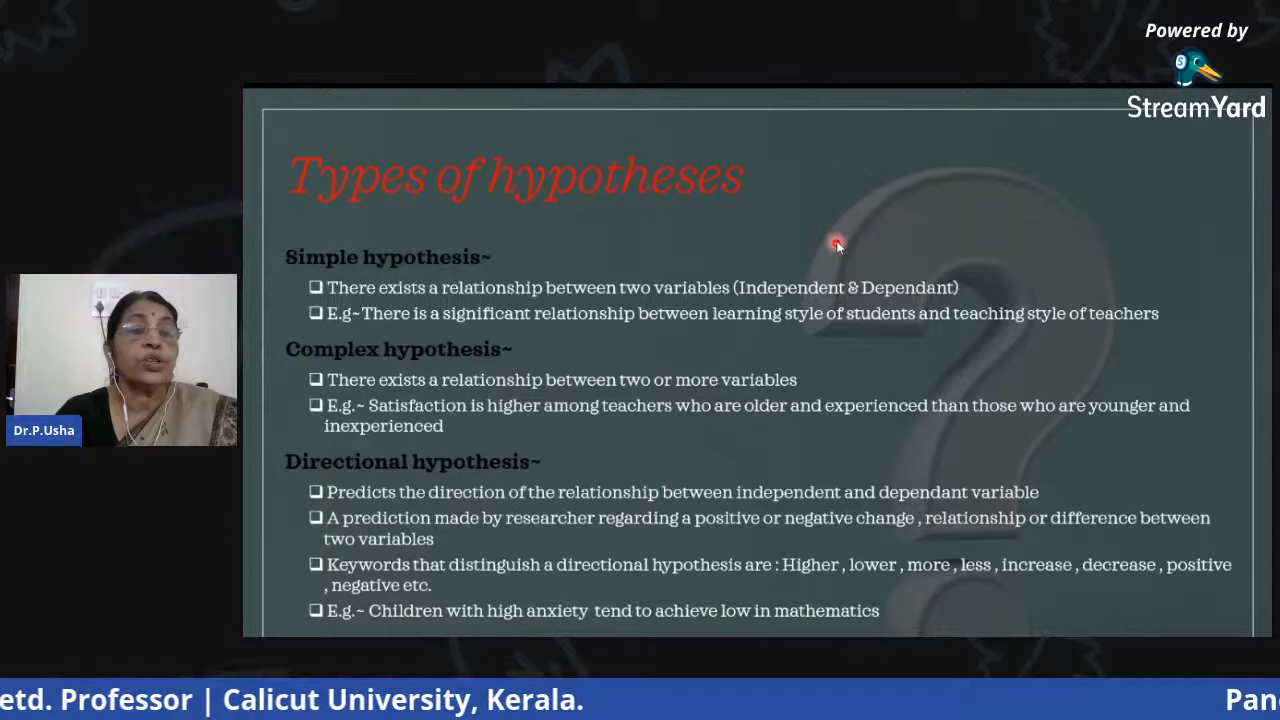 Powered by
StreamYard
Types of hypotheses
Simple hypothesis~
❑ There exists a relationship between two variables (Independent & Dependant)
❑ E.g~There is a significant relationship between learning style of students and teaching style of teachers
Complex hypothesis~
❑ There exists a relationship between two or more variables
❑ E.g.~ Satisfaction is higher among teachers who are older and experienced than those who are younger and
inexperienced
Directional hypothesis~
❑ Predicts the direction of the relationship between independent and dependant variable
❑ A prediction made by researcher regarding a positive or negative change , relationship or difference between
two variables
❑ Keywords that distinguish a directional hypothesis are : Higher , lower , more , less , increase , decrease , positive
, negative etc.
❑ E.g.~ Children with high anxiety tend to achieve low in mathematics
Dr.P.Usha
etd. Professor | Calicut University, Kerala.
Pan